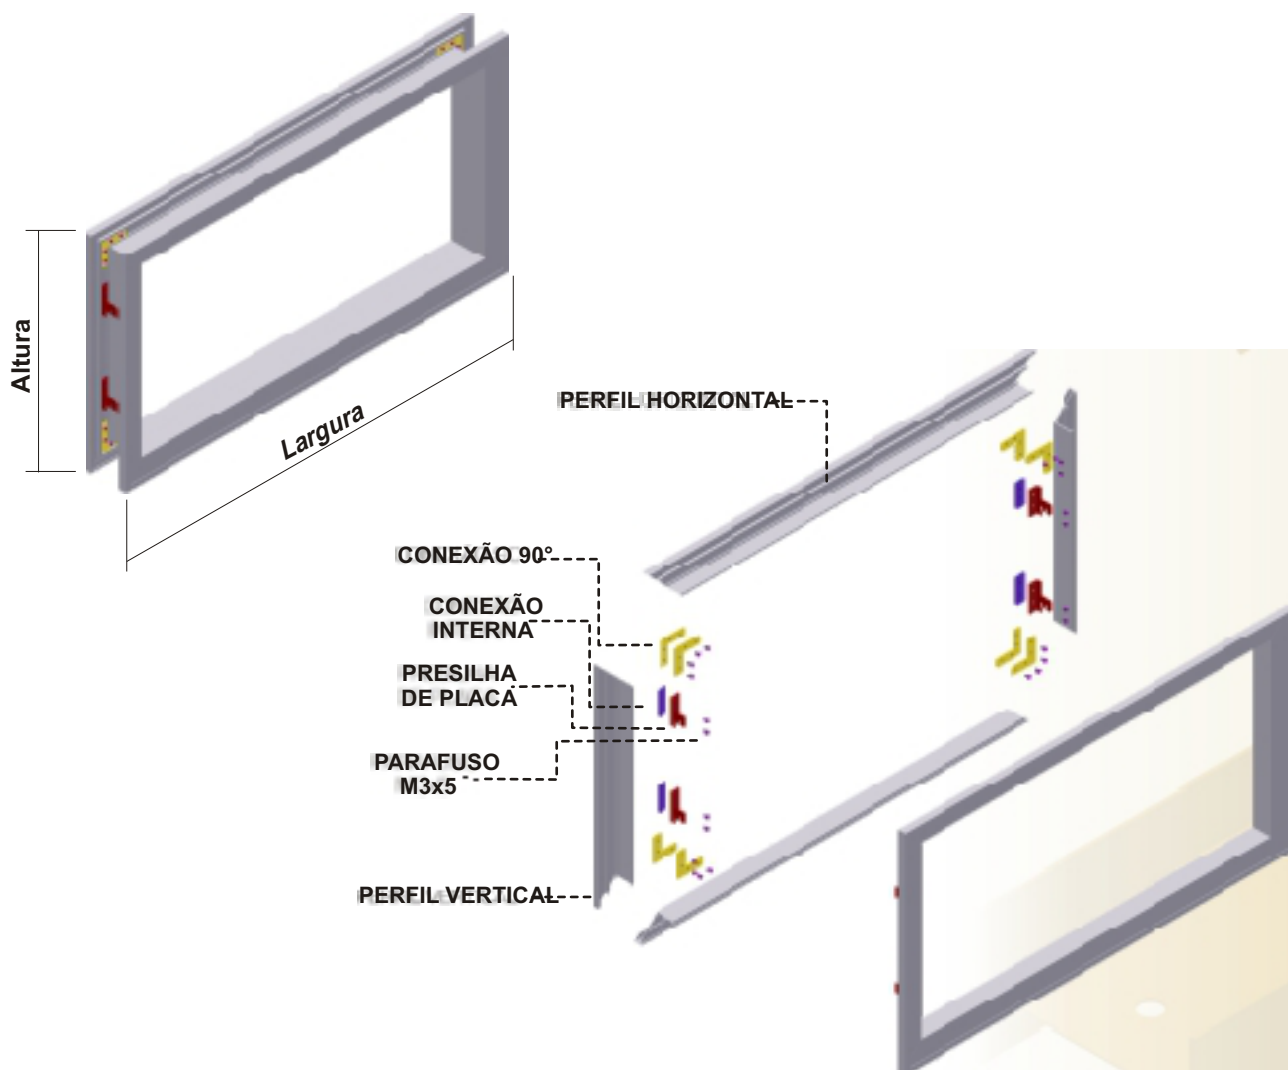 Altura
Largura
PERFIL HORIZONTAL
CONEXÃO 90°
CONEXÃO
INTERNA
PRESILHA
DE PLACA
PARAFUSO
M3x5
PERFIL VERTICAL